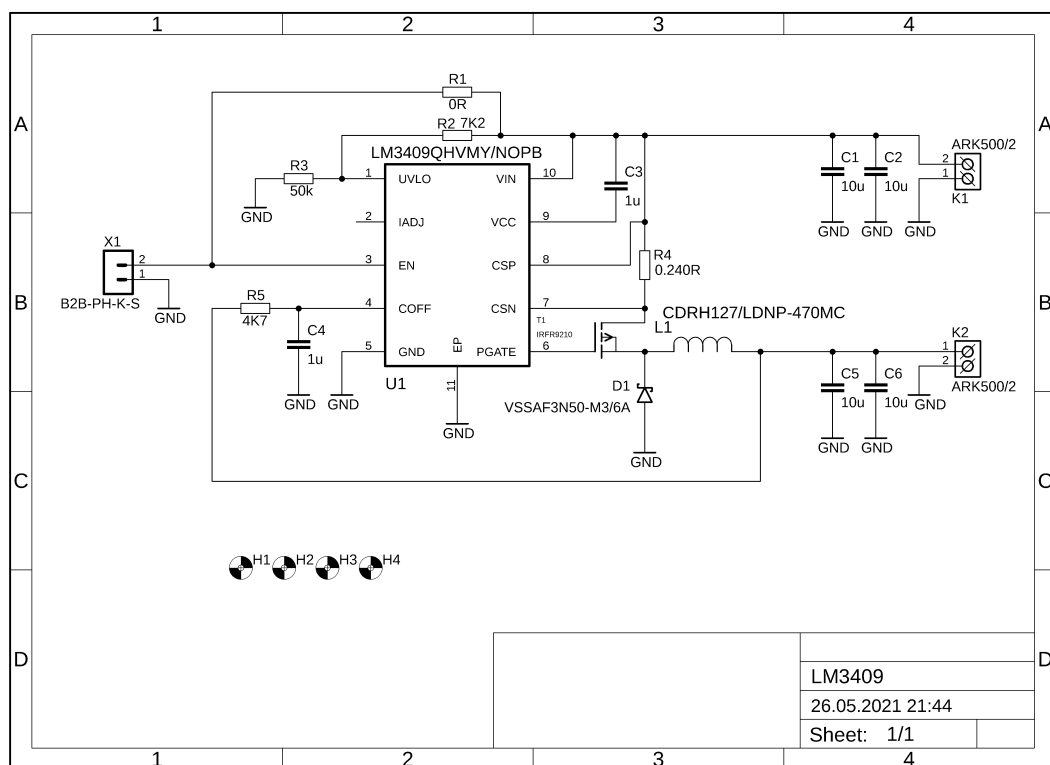 1 2 3 4
A A
R1
0R
R2 7K2
LM3409QHVMY/NOPB
ARK500/2
R3
50k
1 UVLO VIN 10
C3
1u
C1
10u
C2
10u
2
1
K1
GND
2 IADJ VCC 9
GND GND GND
X1
2
1
B2B-PH-K-S
3 EN CSP 8
R4
0.240R
B B
R5
4K7
GND
4 COFF CSN 7
CDRH127/LDNP-470MC
T1
IRFR9210
L1
K2
C4
1u
5 GND EP PGATE 6
1
2
U1
11
D1
VSSAF3N50-M3/6A
C5
10u
C6
10u
ARK500/2
GND GND
GND
GND
GND
GND GND
C C
H1 H2 H3 H4
D D
LM3409
26.05.2021 21:44
Sheet: 1/1
1 2 3 4